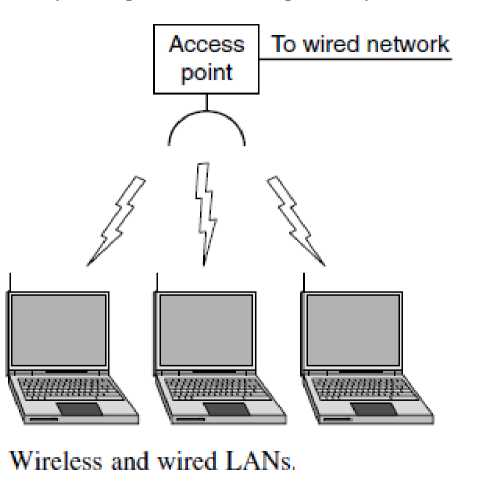 Access
point
To wired network
Wireless and wired LANs.